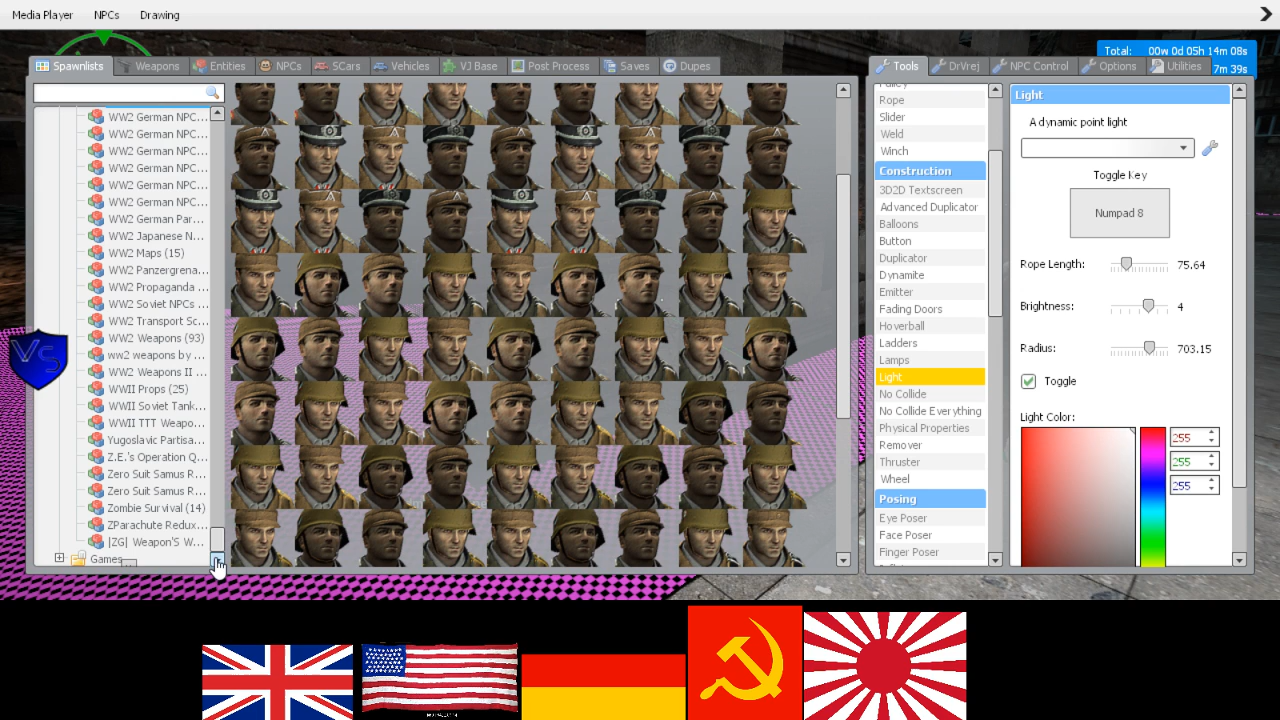 Media Player NPCs Drawing
Total: 00w 0d 05h 14m 08s
7m 39s
Spawnlists Weapons Entities NPCs SCars Vehicles VJ Base Post Process Saves Dupes
Tools DrVrej NPC Control Options Utilities
WW2 German NPC...
WW2 German NPC...
WW2 German NPC...
WW2 German NPC...
WW2 German NPC...
WW2 German NPC...
WW2 German Par...
WW2 Japanese N...
WW2 Maps (15)
WW2 Panzergrena...
WW2 Propaganda ...
WW2 Soviet NPCs ...
WW2 Transport Sc...
WW2 Weapons (93)
ww2 weapons by ...
WW2 Weapons II ...
WWII Props (25)
WWII Soviet Tank...
WWII TTT Weapo...
Yugoslavic Partisa...
Z.E.'s Operation Q...
Zero Suit Samus R...
Zero Suit Samus R...
Zombie Survival (14)
ZParachute Redux...
|ZG| Weapon'S W...
Games
VS
Pulley
Rope
Slider
Weld
Winch
Construction
3D2D Textscreen
Advanced Duplicator
Balloons
Button
Duplicator
Dynamite
Emitter
Fading Doors
Hoverball
Ladders
Lamps
Light
No Collide
No Collide Everything
Physical Properties
Remover
Thruster
Wheel
Posing
Eye Poser
Face Poser
Finger Poser
Light
A dynamic point light
Toggle Key
Numpad 8
Rope Length: 75.64
Brightness: 4
Radius: 703.15
Toggle
Light Color:
255
255
255